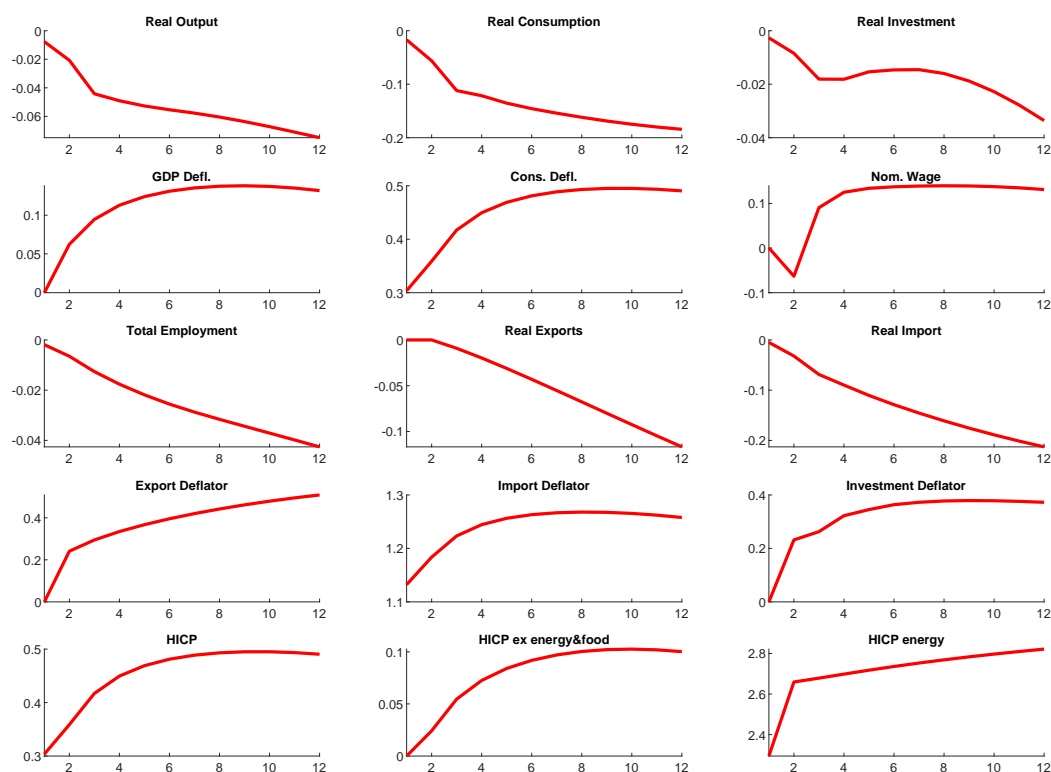 Real Output
0
-0.02
-0.04
-0.06
2 4 6 8 10 12
Real Consumption
0
-0.1
-0.2
2 4 6 8 10 12
Real Investment
0
-0.02
-0.04
2 4 6 8 10 12
GDP Defl.
0.1
0.05
0
2 4 6 8 10 12
Cons. Defl.
0.5
0.4
0.3
2 4 6 8 10 12
Nom. Wage
0.1
0
-0.1
2 4 6 8 10 12
Total Employment
0
-0.02
-0.04
2 4 6 8 10 12
Real Exports
0
-0.05
-0.1
2 4 6 8 10 12
Real Import
0
-0.1
-0.2
2 4 6 8 10 12
Export Deflator
0.4
0.2
0
2 4 6 8 10 12
Import Deflator
1.3
1.2
1.1
2 4 6 8 10 12
Investment Deflator
0.4
0.2
0
2 4 6 8 10 12
HICP
0.5
0.4
0.3
2 4 6 8 10 12
HICP ex energy&food
0.1
0.05
0
2 4 6 8 10 12
HICP energy
2.8
2.6
2.4
2 4 6 8 10 12